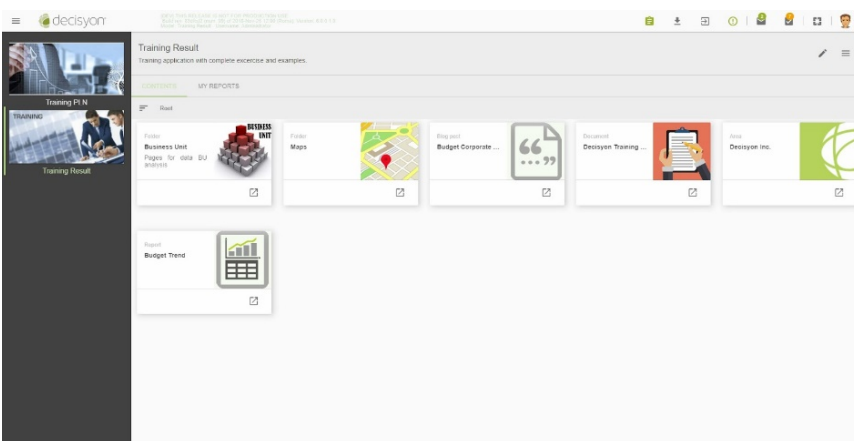 decisyon
Training Result
Training application with complete excercise and examples.
CONTENTS MY REPORTS
Root
Training Pl N
TRAINING
Training Result
Folder
Business Unit
Pages for data BU
analysis
BUSINESS
UNIT
Folder
Maps
Blog post
Budget Corporate ...
Document
Decisyon Training ...
Area
Decisyon Inc.
Report
Budget Trend